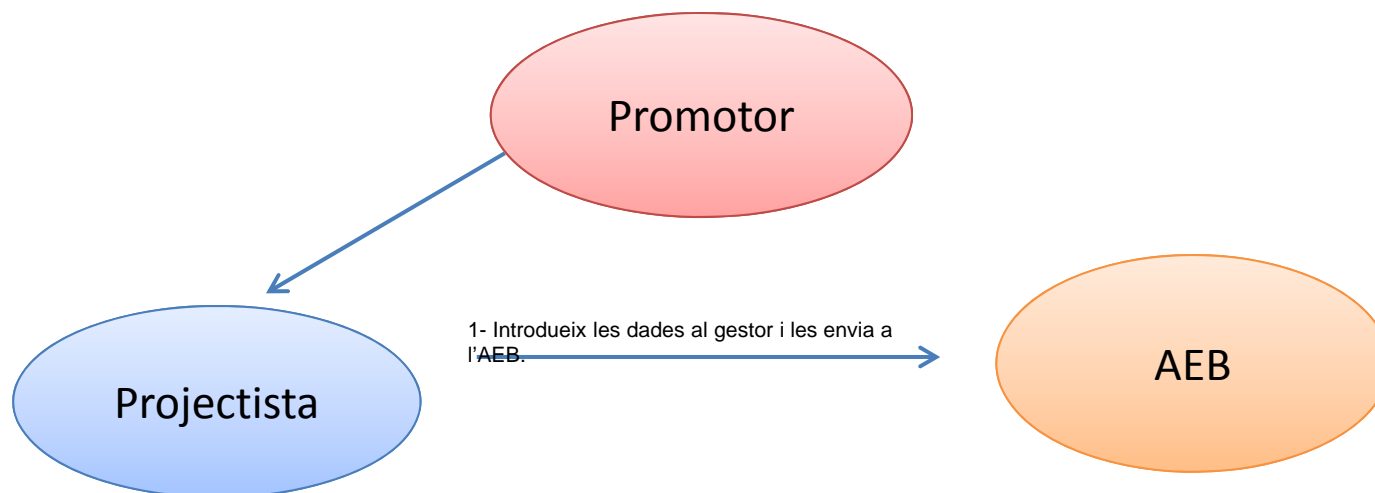 Promotor
1- Introdueix les dades al gestor i les envia a
l’AEB.
AEB
Projectista